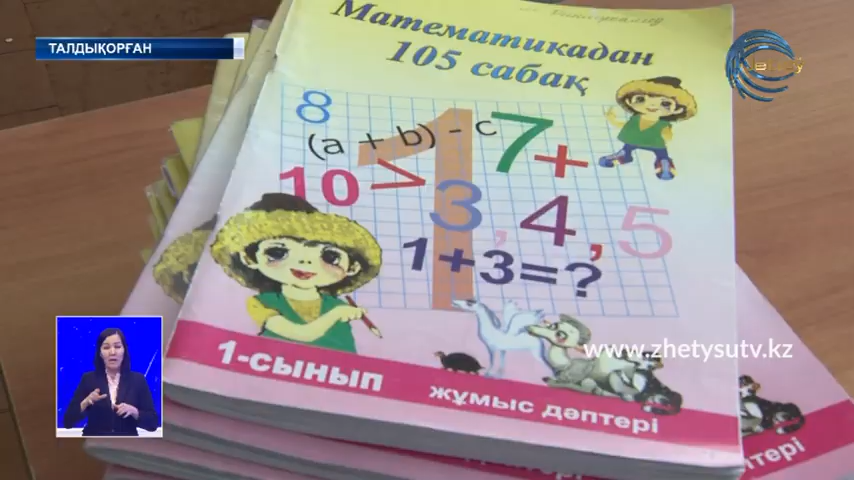 ТАЛДЫҚОРҒАН
Математикадан
105 сабақ
8
(a + b) - c
1
7
+
10 >
3, 4, 5
1+3=?
www.zhetysutv.kz
1-сынып
жұмыс дәптері